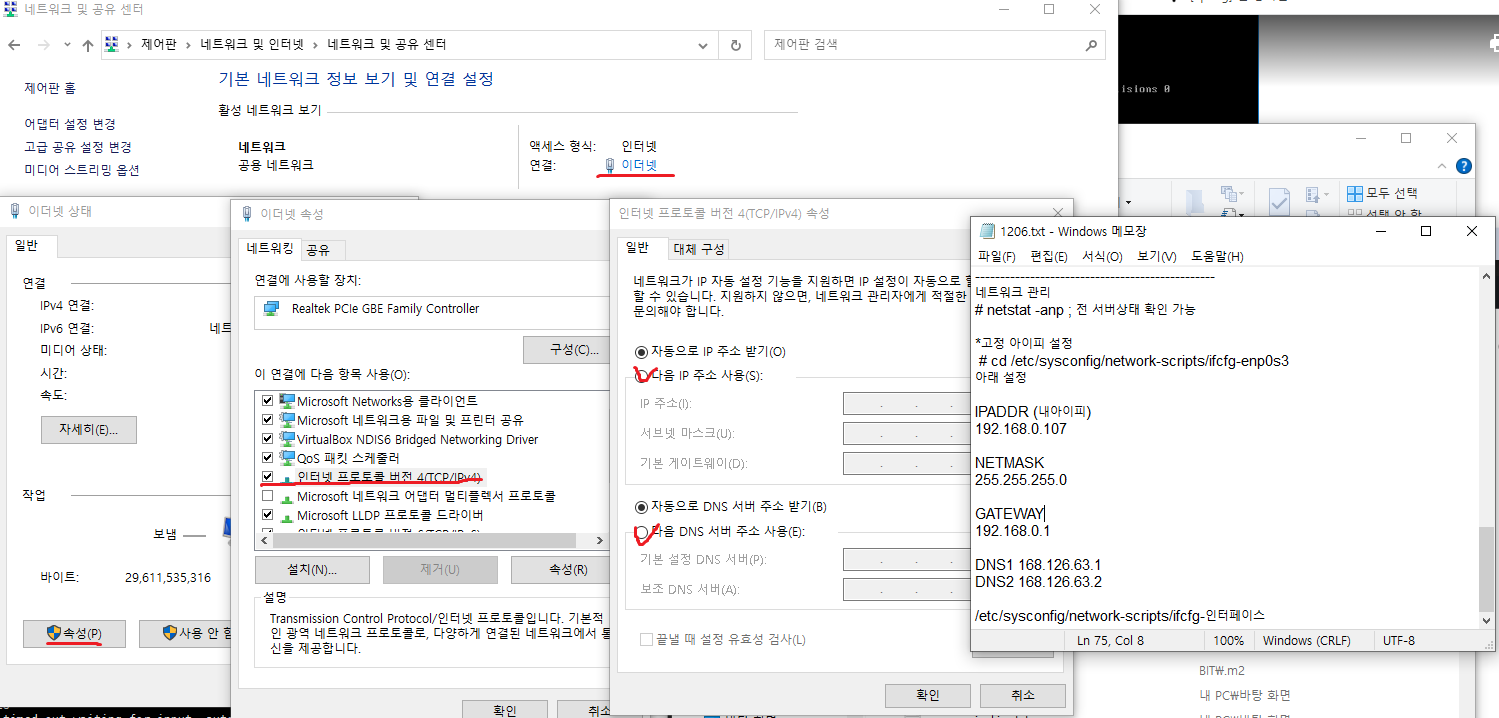 네트워크 및 공유 센터
제어판 › 네트워크 및 인터넷 › 네트워크 및 공유 센터
제어판 검색
제어판 홈
어댑터 설정 변경
고급 공유 설정 변경
미디어 스트리밍 옵션
기본 네트워크 정보 보기 및 연결 설정
활성 네트워크 보기
네트워크
공용 네트워크
액세스 형식: 인터넷
연결: 이더넷
isions 0
모두 선택
선택 안 함
이더넷 상태
일반
연결
IPv4 연결:
IPv6 연결: 네트
미디어 상태:
시간:
속도:
자세히(E)...
작업
보냄
바이트: 29,611,535,316
속성(P)
사용 안 함
이더넷 속성
네트워킹
공유
연결에 사용할 장치:
Realtek PCIe GBE Family Controller
구성(C)...
이 연결에 다음 항목 사용(O):
Microsoft Networks용 클라이언트
Microsoft 네트워크용 파일 및 프린터 공유
VirtualBox NDIS6 Bridged Networking Driver
QoS 패킷 스케줄러
인터넷 프로토콜 버전 4(TCP/IPv4)
Microsoft 네트워크 어댑터 멀티플렉서 프로토콜
Microsoft LLDP 프로토콜 드라이버
설치(N)...
제거(U)
속성(R)
설명
Transmission Control Protocol/인터넷 프로토콜입니다. 기본적
인 광역 네트워크 프로토콜로, 다양하게 연결된 네트워크에서 통
신을 제공합니다.
확인
취소
인터넷 프로토콜 버전 4(TCP/IPv4) 속성
일반
대체 구성
네트워크가 IP 자동 설정 기능을 지원하면 IP 설정이 자동으로
할 수 있습니다. 지원하지 않으면, 네트워크 관리자에게 적절한
문의해야 합니다.
자동으로 IP 주소 받기(O)
다음 IP 주소 사용(S):
IP 주소(I):
서브넷 마스크(U):
기본 게이트웨이(D):
자동으로 DNS 서버 주소 받기(B)
다음 DNS 서버 주소 사용(E):
기본 설정 DNS 서버(P):
보조 DNS 서버(A):
끝낼 때 설정 유효성 검사(L)
확인
취소
1206.txt - Windows 메모장
파일(F) 편집(E) 서식(O) 보기(V) 도움말(H)
------------------------------------------------
네트워크 관리
# netstat -anp ; 전 서버상태 확인 가능
*고정 아이피 설정
# cd /etc/sysconfig/network-scripts/ifcfg-enp0s3
아래 설정
IPADDR (내아이피)
192.168.0.107
NETMASK
255.255.255.0
GATEWAY
192.168.0.1
DNS1 168.126.63.1
DNS2 168.126.63.2
/etc/sysconfig/network-scripts/ifcfg-인터페이스
Ln 75, Col 8
100%
Windows (CRLF)
UTF-8
BIT₩.m2
내 PC₩바탕 화면